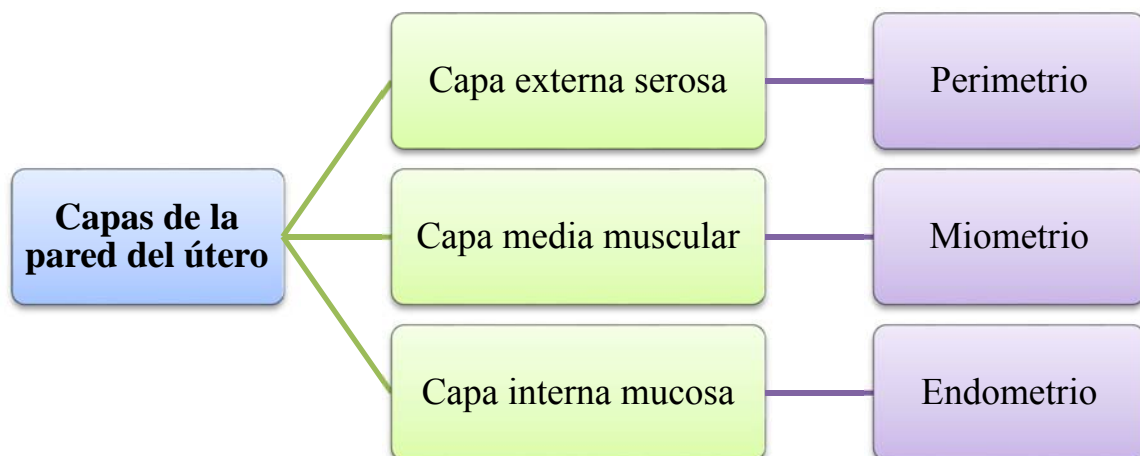 Capa externa serosa
Perimetrio
Capas de la
pared del útero
Capa media muscular
Miometrio
Capa interna mucosa
Endometrio